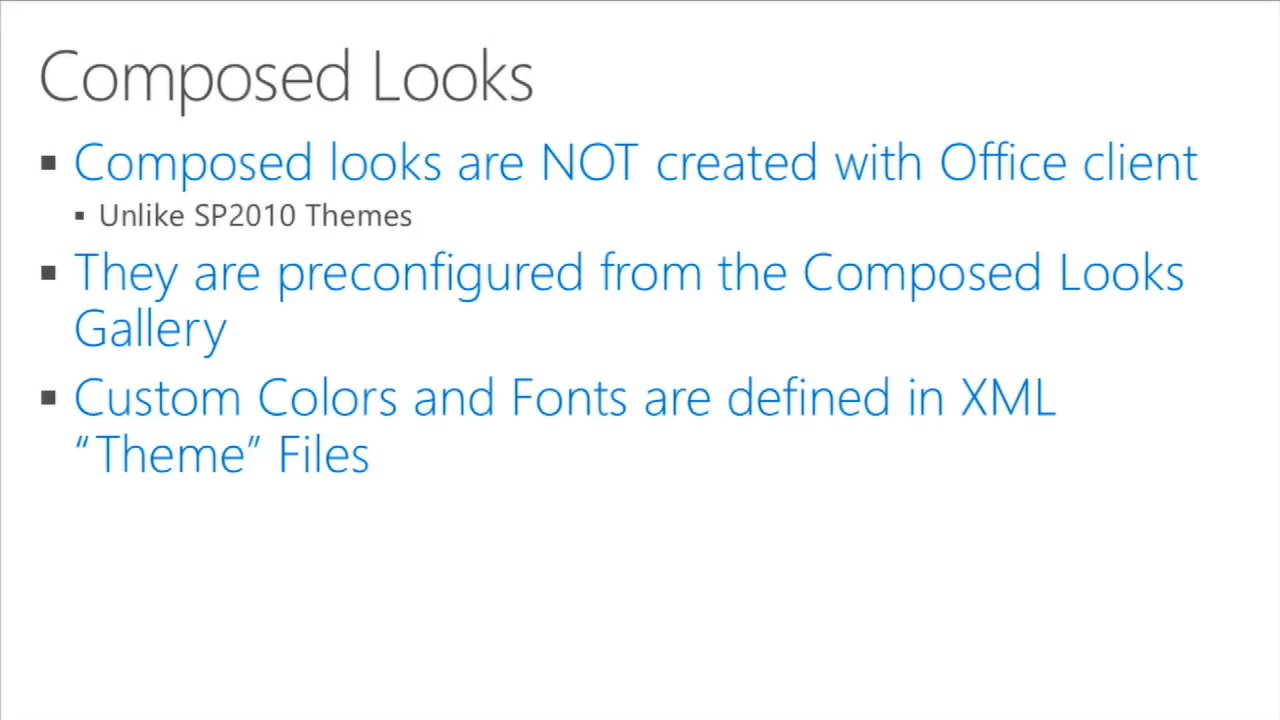 Composed Looks
▪ Composed looks are NOT created with Office client
▪ Unlike SP2010 Themes
▪ They are preconfigured from the Composed Looks
Gallery
▪ Custom Colors and Fonts are defined in XML
“Theme” Files